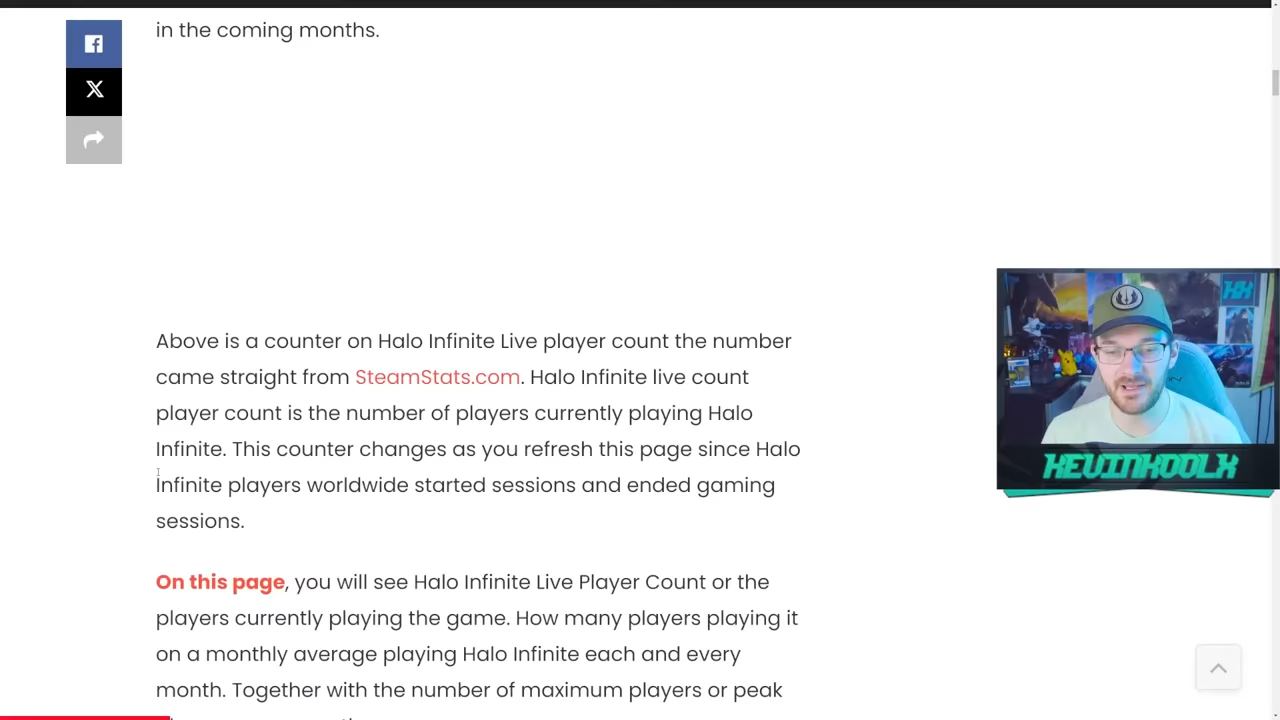 in the coming months.
Above is a counter on Halo Infinite Live player count the number
came straight from SteamStats.com. Halo Infinite live count
player count is the number of players currently playing Halo
Infinite. This counter changes as you refresh this page since Halo
Infinite players worldwide started sessions and ended gaming
sessions.
On this page, you will see Halo Infinite Live Player Count or the
players currently playing the game. How many players playing it
on a monthly average playing Halo Infinite each and every
month. Together with the number of maximum players or peak
KEVINKOOLX